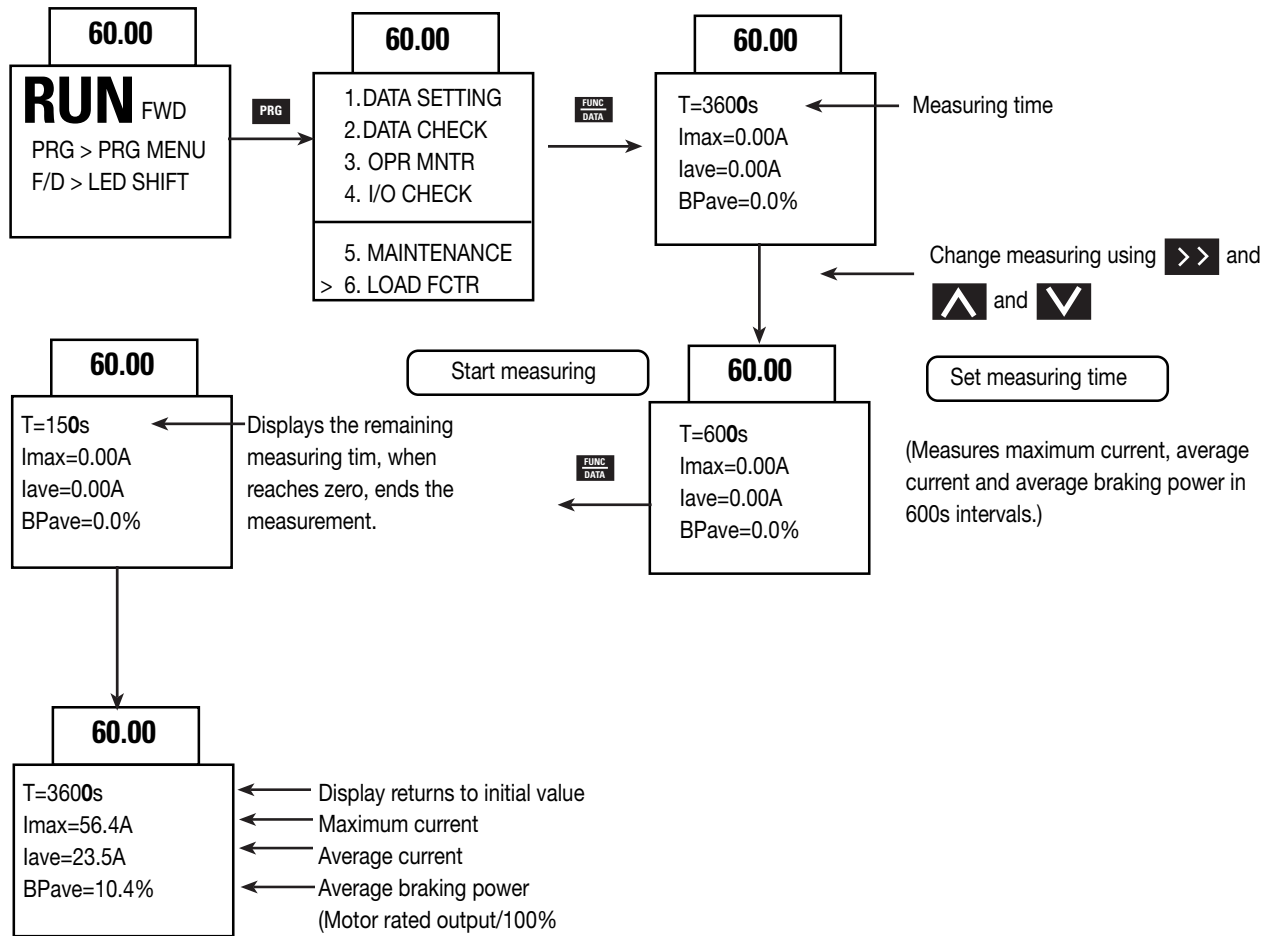 60.00
RUN FWD
PRG > PRG MENU
F/D > LED SHIFT
PRG
60.00
1.DATA SETTING
2.DATA CHECK
3. OPR MNTR
4. I/O CHECK
5. MAINTENANCE
> 6. LOAD FCTR
FUNC
DATA
60.00
T=3600s
Imax=0.00A
Iave=0.00A
BPave=0.0%
Measuring time
Change measuring using >> and
∧ and ∨
60.00
T=600s
Imax=0.00A
Iave=0.00A
BPave=0.0%
Set measuring time
(Measures maximum current, average
current and average braking power in
600s intervals.)
Start measuring
FUNC
DATA
60.00
T=150s
Imax=0.00A
Iave=0.00A
BPave=0.0%
Displays the remaining
measuring tim, when
reaches zero, ends the
measurement.
60.00
T=3600s
Imax=56.4A
Iave=23.5A
BPave=10.4%
Display returns to initial value
Maximum current
Average current
Average braking power
(Motor rated output/100%